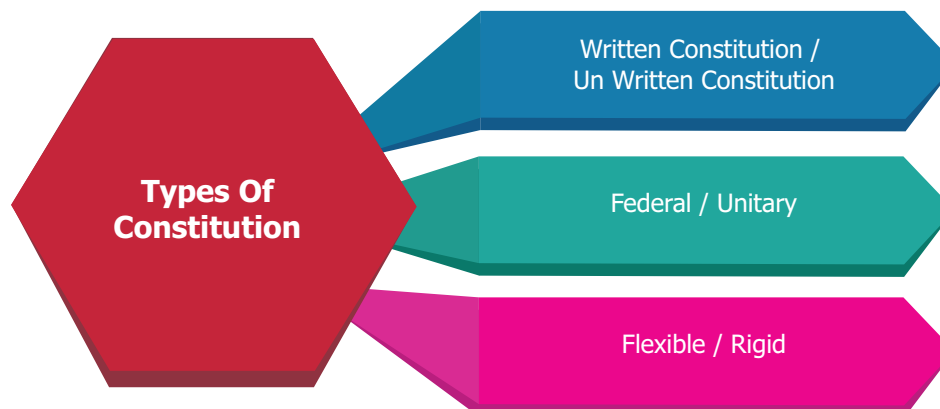 Types Of
Constitution
Written Constitution /
Un Written Constitution
Federal / Unitary
Flexible / Rigid